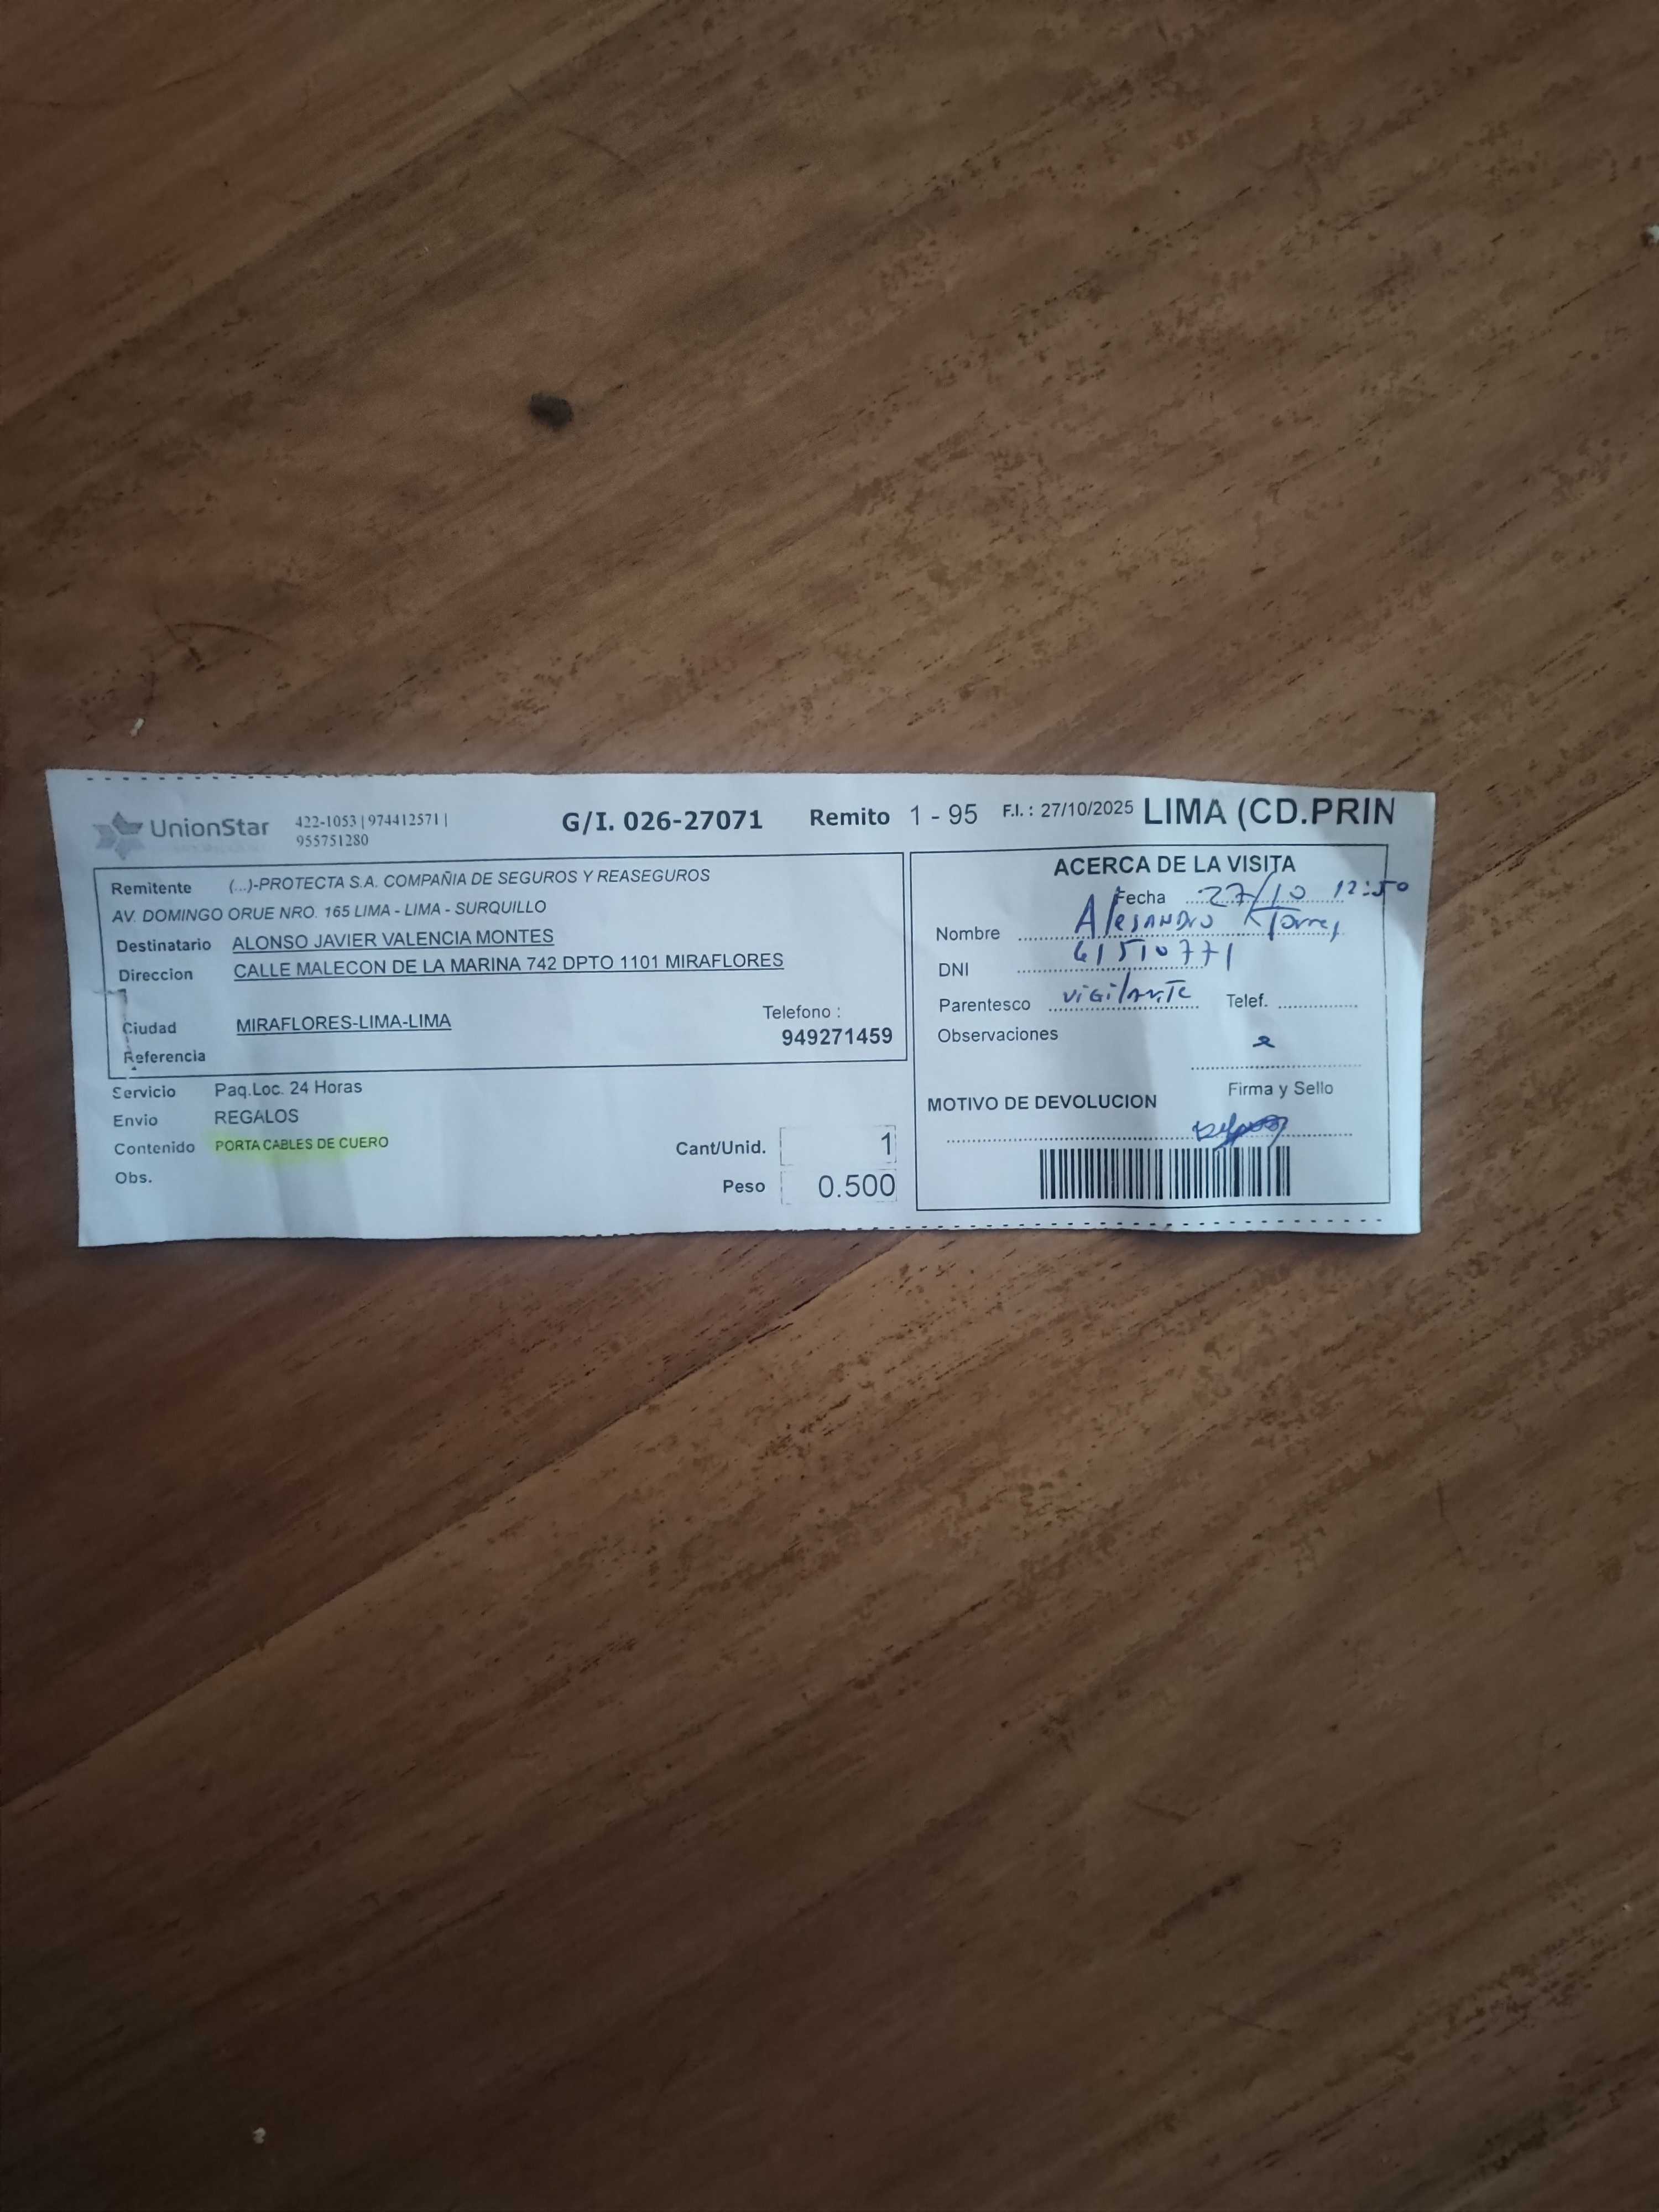 UnionStar
422-1053 | 974412571 |
955751280
G/I. 026-27071 Remito 1 - 95 F.I. : 27/10/2025 LIMA (CD.PRIN
Remitente (...)-PROTECTA S.A. COMPAÑIA DE SEGUROS Y REASEGUROS
AV. DOMINGO ORUE NRO. 165 LIMA - LIMA - SURQUILLO
Destinatario ALONSO JAVIER VALENCIA MONTES
Direccion CALLE MALECON DE LA MARINA 742 DPTO 1101 MIRAFLORES
Ciudad MIRAFLORES-LIMA-LIMA
Telefono :
949271459
Referencia
Servicio Paq.Loc. 24 Horas
Envio REGALOS
Contenido PORTA CABLES DE CUERO
Obs.
Cant/Unid. 1
Peso 0.500
ACERCA DE LA VISITA
Fecha 27/10 12:50
Nombre Alejandro Torres
DNI 61510771
Parentesco vigilante Telef.
Observaciones
Firma y Sello
MOTIVO DE DEVOLUCION